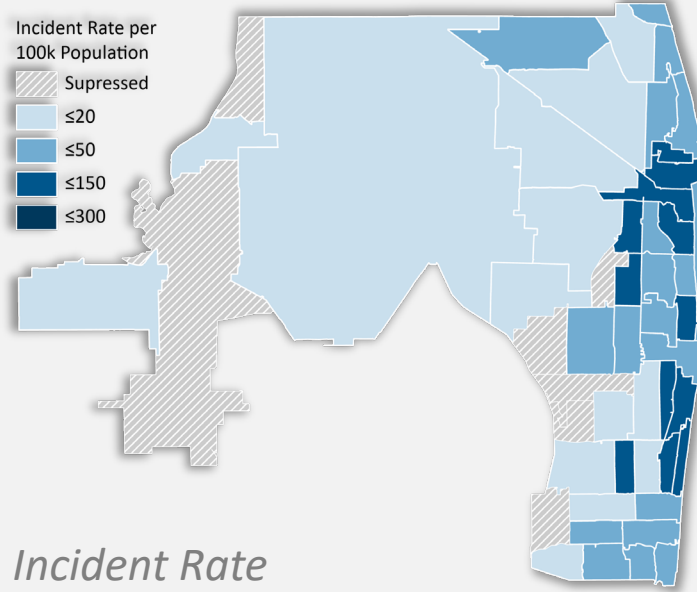 Incident Rate per
100k Population
Supressed
≤20
≤50
≤150
≤300
Incident Rate